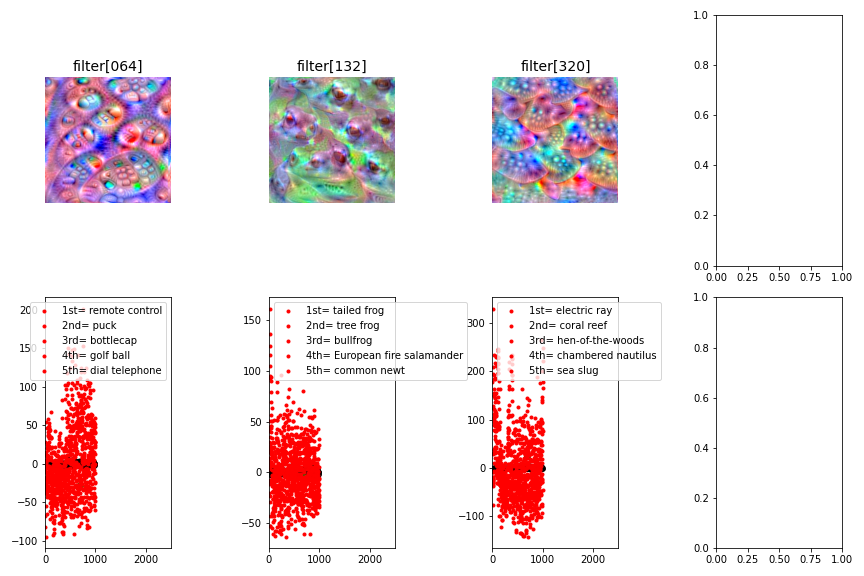 filter[064]
filter[132]
filter[320]
1.0
0.8
0.6
0.4
0.2
0.0
0.00 0.25 0.50 0.75 1.00
200
100
50
0
−50
−100
0 1000 2000
1st= remote control
2nd= puck
3rd= bottlecap
4th= golf ball
5th= dial telephone
150
100
50
0
−50
0 1000 2000
1st= tailed frog
2nd= tree frog
3rd= bullfrog
4th= European fire salamander
5th= common newt
300
200
100
0
−100
0 1000 2000
1st= electric ray
2nd= coral reef
3rd= hen-of-the-woods
4th= chambered nautilus
5th= sea slug
1.0
0.8
0.6
0.4
0.2
0.0
0.00 0.25 0.50 0.75 1.00